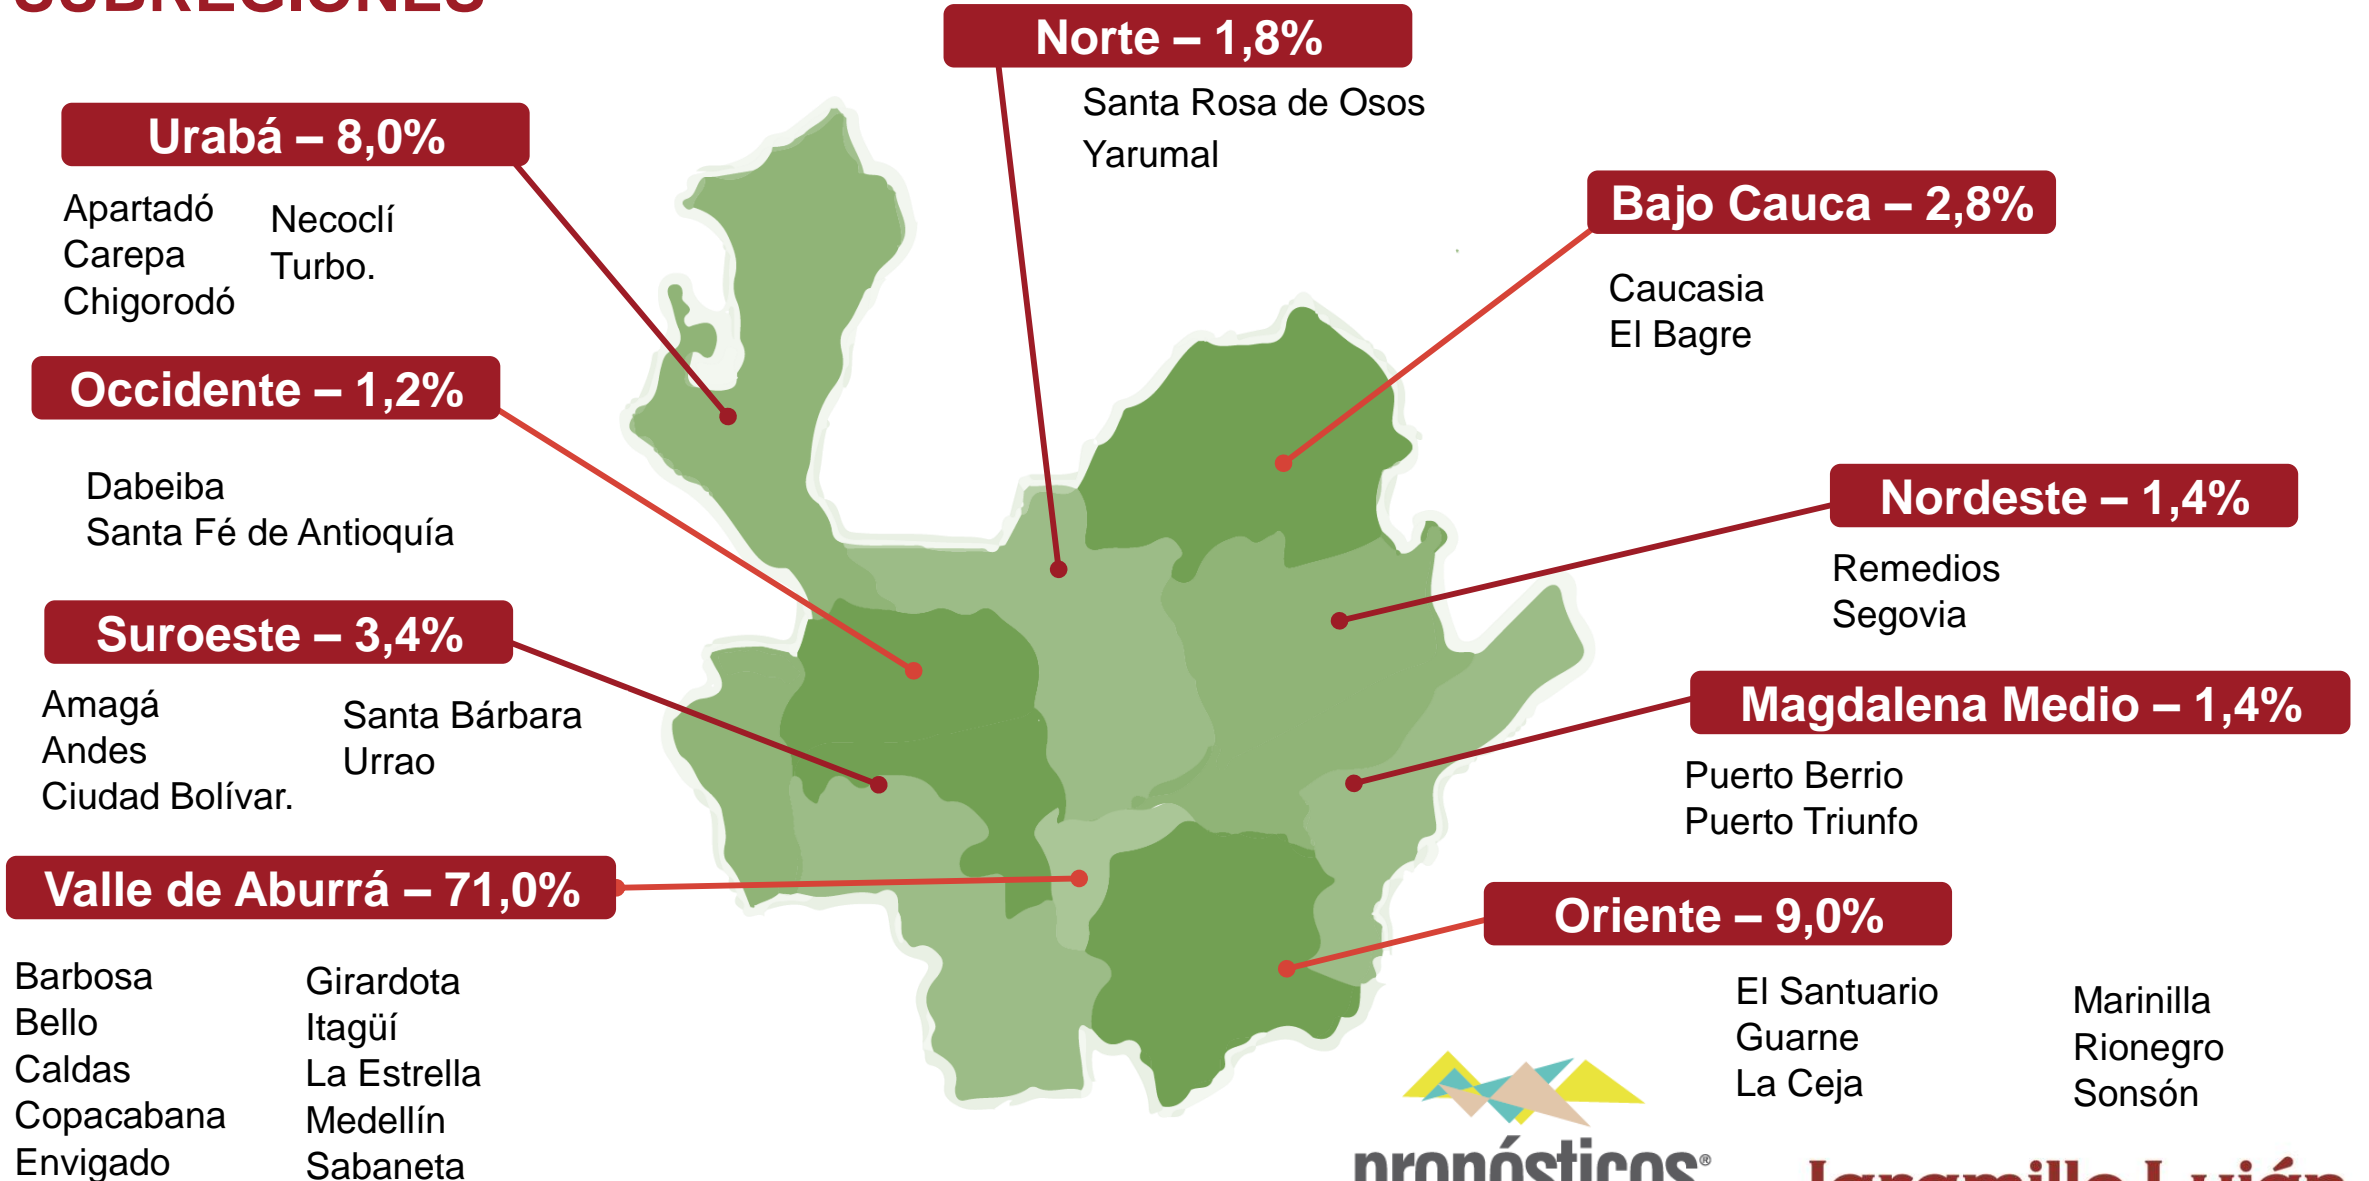 SUBREGIONES
Norte – 1,8%
Santa Rosa de Osos
Yarumal
Urabá – 8,0%
Apartadó
Carepa
Chigorodó
Necoclí
Turbo.
Bajo Cauca – 2,8%
Caucasia
El Bagre
Occidente – 1,2%
Dabeiba
Santa Fé de Antioquía
Nordeste – 1,4%
Remedios
Segovia
Suroeste – 3,4%
Amagá
Andes
Ciudad Bolívar.
Santa Bárbara
Urrao
Magdalena Medio – 1,4%
Puerto Berrio
Puerto Triunfo
Valle de Aburrá – 71,0%
Barbosa
Bello
Caldas
Copacabana
Envigado
Girardota
Itagüí
La Estrella
Medellín
Sabaneta
Oriente – 9,0%
El Santuario
Guarne
La Ceja
Marinilla
Rionegro
Sonsón
pronósticos®
Jaramillo Luján